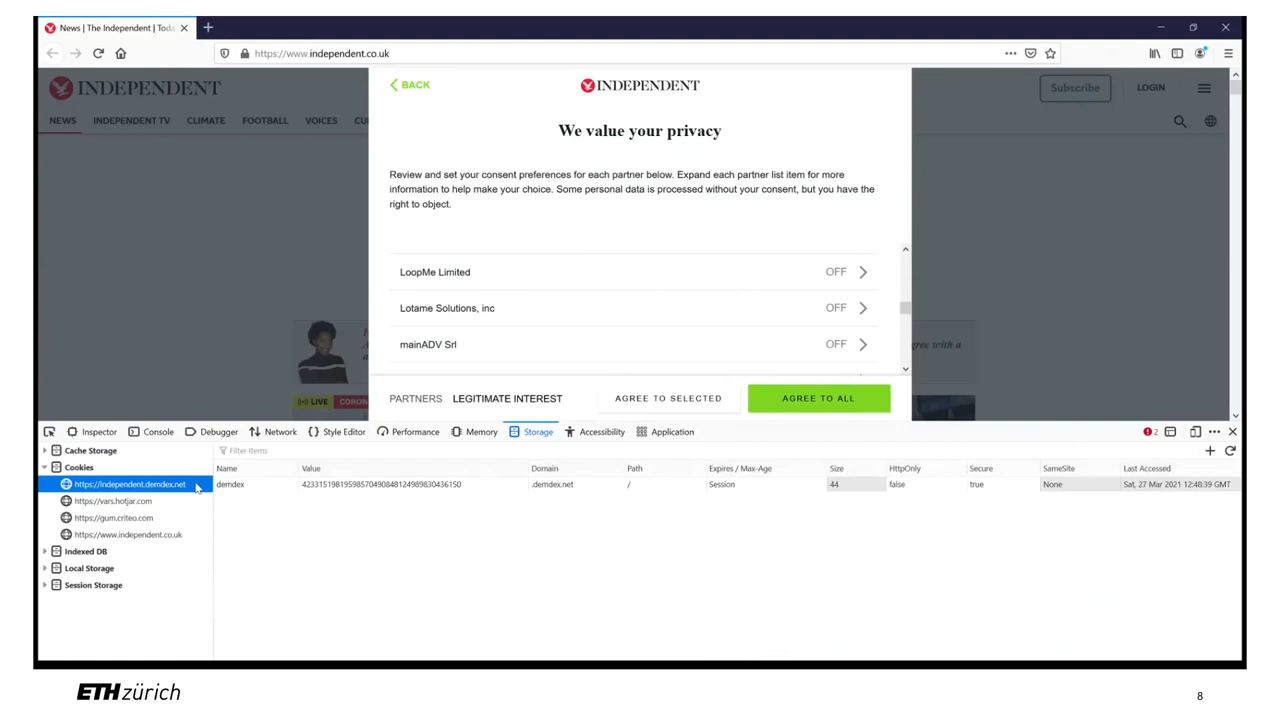 News | The Independent | Toda
https://www.independent.co.uk
INDEPENDENT
Subscribe
LOGIN
NEWS INDEPENDENT TV CLIMATE FOOTBALL VOICES CU
BACK
INDEPENDENT
We value your privacy
Review and set your consent preferences for each partner below. Expand each partner list item for more
information to help make your choice. Some personal data is processed without your consent, but you have the
right to object.
LoopMe Limited OFF
Lotame Solutions, inc OFF
mainADV Srl OFF
gree with a
LIVE CORON
PARTNERS LEGITIMATE INTEREST AGREE TO SELECTED AGREE TO ALL
Inspector Console Debugger Network Style Editor Performance Memory Storage Accessibility Application 2
Cache Storage
Filter Items
Cookies
Name Value Domain Path Expires / Max-Age Size HttpOnly Secure SameSite Last Accessed
https://independent.demdex.net
demdex 42331519819598570490848124989830436150 .demdex.net / Session 44 false true None Sat, 27 Mar 2021 12:48:39 GMT
https://vars.hotjar.com
https://gum.criteo.com
https://www.independent.co.uk
Indexed DB
Local Storage
Session Storage
ETH zürich
8